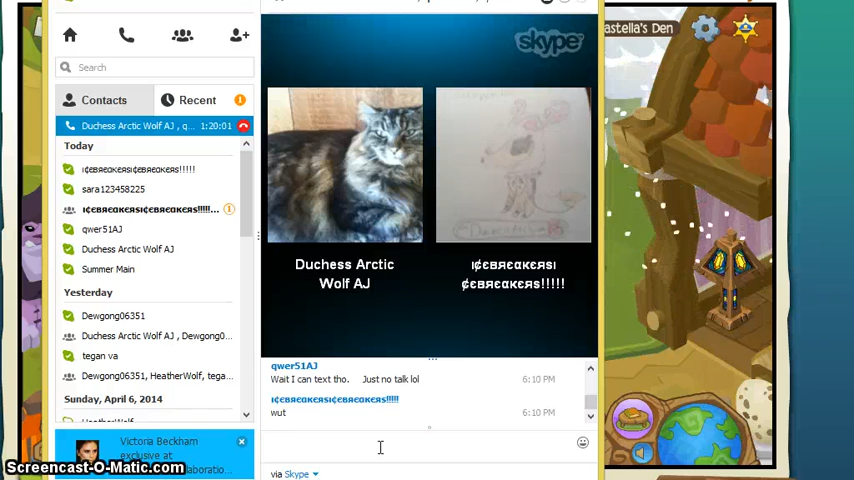 astella's Den
skype
Search
Contacts
Recent
1
Duchess Arctic Wolf AJ , q...
1:20:01
Today
ı¢євяєαкєяѕı¢євяєαкєяѕ!!!!!
sara123458225
ı¢євяєαкєяѕı¢євяєαкєяѕ!!!!!...
1
qwer51AJ
Duchess Arctic Wolf AJ
Summer Main
Yesterday
Dewgong06351
Duchess Arctic Wolf AJ , Dewgong0...
tegan va
Dewgong06351, HeatherWolf, tega...
Sunday, April 6, 2014
HeatherWolf
Victoria Beckham
exclusive at
Duchess Arctic
Wolf AJ
ı¢євяєαкєяѕı
¢євяєαкєяѕ!!!!!
qwer51AJ
Wait I can text tho. Just no talk lol
6:10 PM
ı¢євяєαкєяѕı¢євяєαкєяѕ!!!!!
wut
6:10 PM
via Skype
Screencast-O-Matic.com